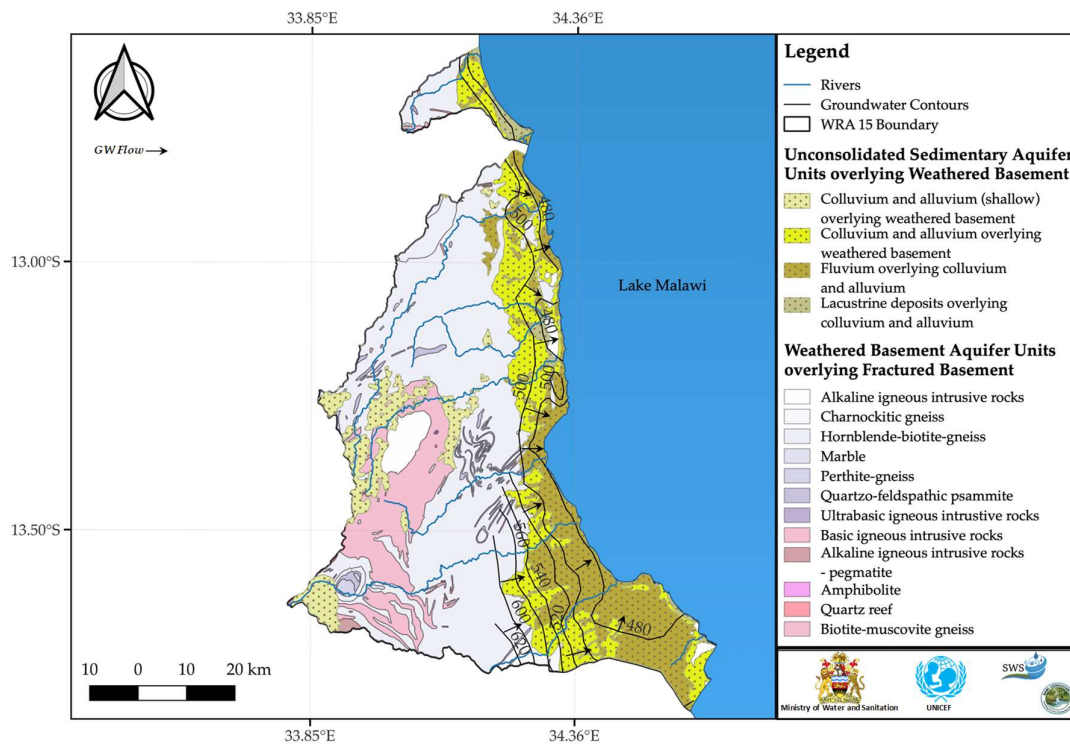 33.85°E 34.36°E
GW Flow
13.00°S
13.50°S
480
500
Lake Malawi
480
500
500
560
540
600
620
480
10 0 10 20 km
33.85°E 34.36°E
Legend
Rivers
Groundwater Contours
WRA 15 Boundary
Unconsolidated Sedimentary Aquifer
Units overlying Weathered Basement
Colluvium and alluvium (shallow)
overlying weathered basement
Colluvium and alluvium overlying
weathered basement
Fluvium overlying colluvium
and alluvium
Lacustrine deposits overlying
colluvium and alluvium
Weathered Basement Aquifer Units
overlying Fractured Basement
Alkaline igneous intrusive rocks
Charnockitic gneiss
Hornblende-biotite-gneiss
Marble
Perthite-gneiss
Quartzo-feldspathic psammite
Ultrabasic igneous intrustive rocks
Basic igneous intrusive rocks
Alkaline igneous intrusive rocks
- pegmatite
Amphibolite
Quartz reef
Biotite-muscovite gneiss
Ministry of Water and Sanitation
UNICEF
SWS